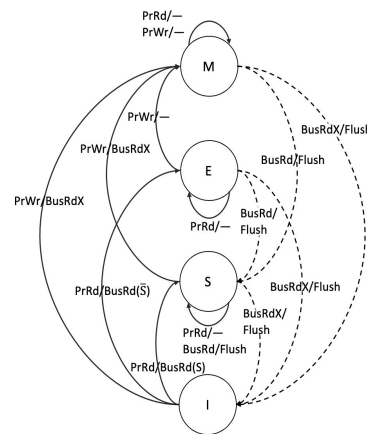 PrRd/—
PrWr/—
M
PrWr/—
BusRdX/Flush
PrWr/BusRdX
BusRd/Flush
E
PrWr/BusRdX
BusRd/
Flush
PrRd/—
S
PrRd/BusRd(S̅)
BusRdX/Flush
BusRdX/
Flush
PrRd/—
BusRd/Flush
PrRd/BusRd(S)
I